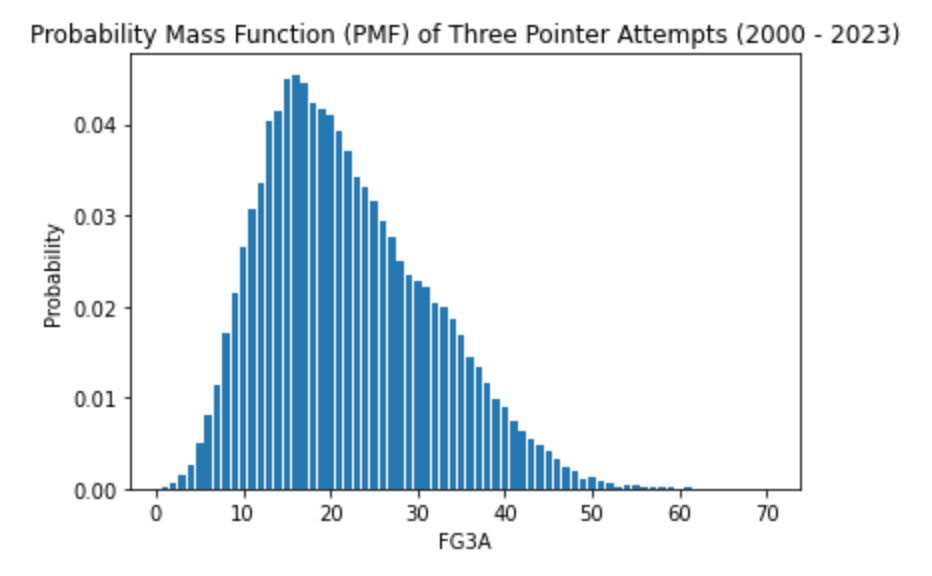 Probability Mass Function (PMF) of Three Pointer Attempts (2000 - 2023)
0.04
0.03
0.02
0.01
0.00
Probability
0 10 20 30 40 50 60 70
FG3A